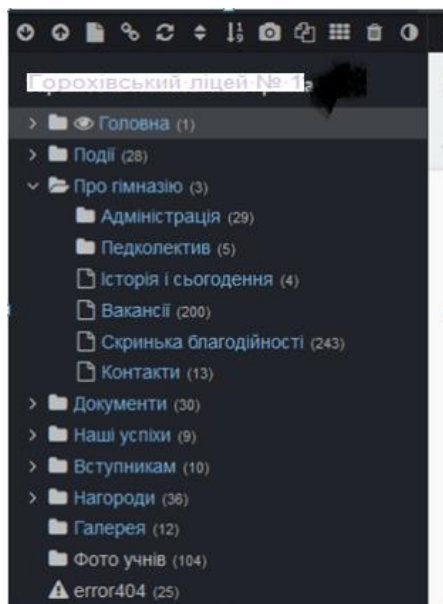 Горохівський ліцей № 1
Головна (1)
Події (28)
Про гімназію (3)
Адміністрація (29)
Педколектив (5)
Історія і сьогодення (4)
Вакансії (200)
Скринька благодійності (243)
Контакти (13)
Документи (30)
Наші успіхи (9)
Вступникам (10)
Нагороди (36)
Галерея (12)
Фото учнів (104)
error404 (25)